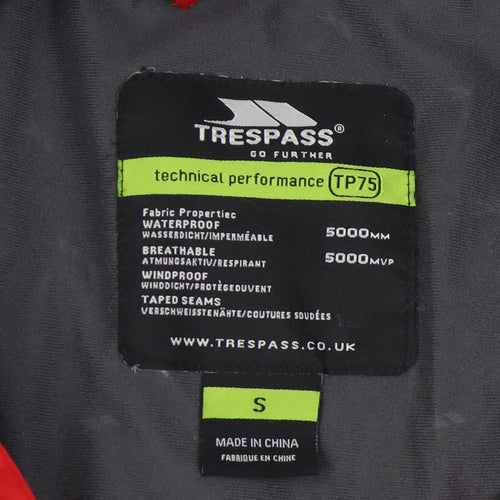 TRESPASS®
GO FURTHER
technical performance TP75
Fabric Propertiec
WATERPROOF 5000MM
WASSERDICHT/IMPERMÉABLE
BREATHABLE 5000MVP
ATMUNGSAKTIV/RESPIRANT
WINDPROOF
WINDDICHT/PROTÈGEDUVENT
TAPED SEAMS
VERSCHWEISSTENÄHTE/COUTURES SOUDÉES
WWW.TRESPASS.CO.UK
S
MADE IN CHINA
FABRIQUE EN CHINE